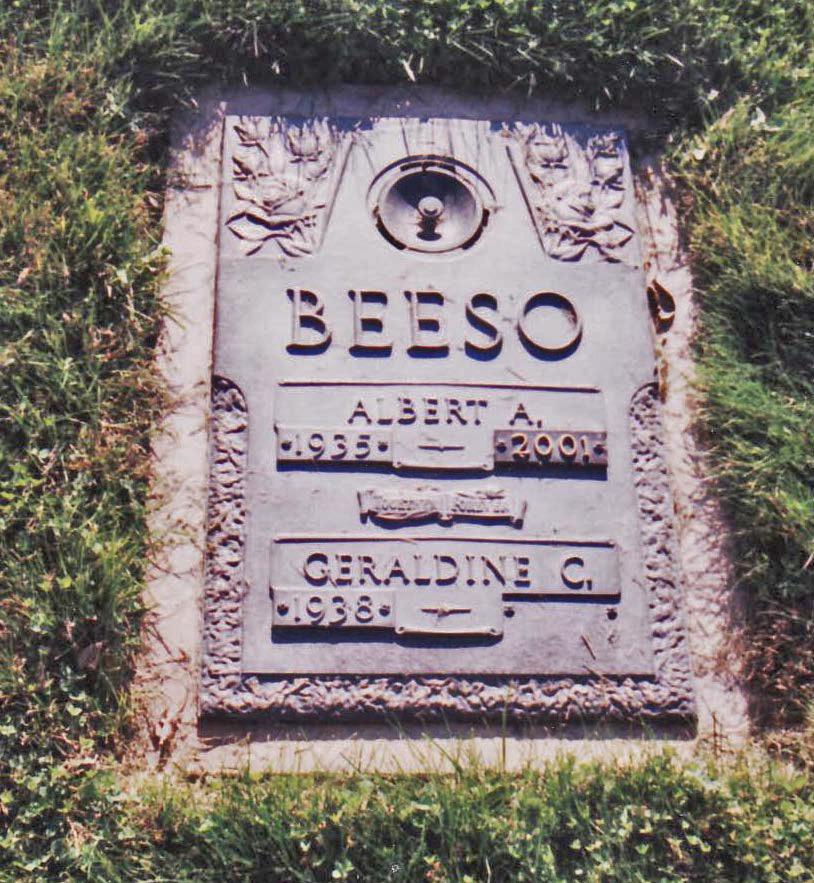 BEESO
ALBERT A.
1935 2001
GERALDINE C.
1938